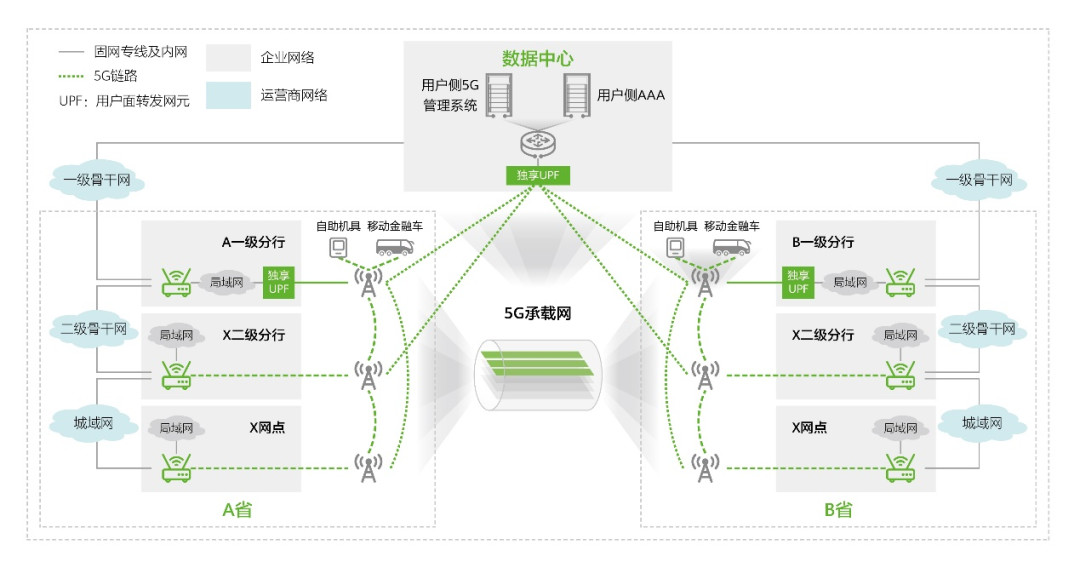 固网专线及内网
企业网络
5G链路
UPF：用户面转发网元
运营商网络
数据中心
用户侧5G
管理系统
用户侧AAA
独享UPF
一级骨干网
一级骨干网
自助机具
移动金融车
A一级分行
局域网
独享
UPF
二级骨干网
局域网
X二级分行
城域网
局域网
X网点
A省
5G承载网
自助机具
移动金融车
B一级分行
独享
UPF
局域网
X二级分行
局域网
二级骨干网
X网点
局域网
城域网
B省